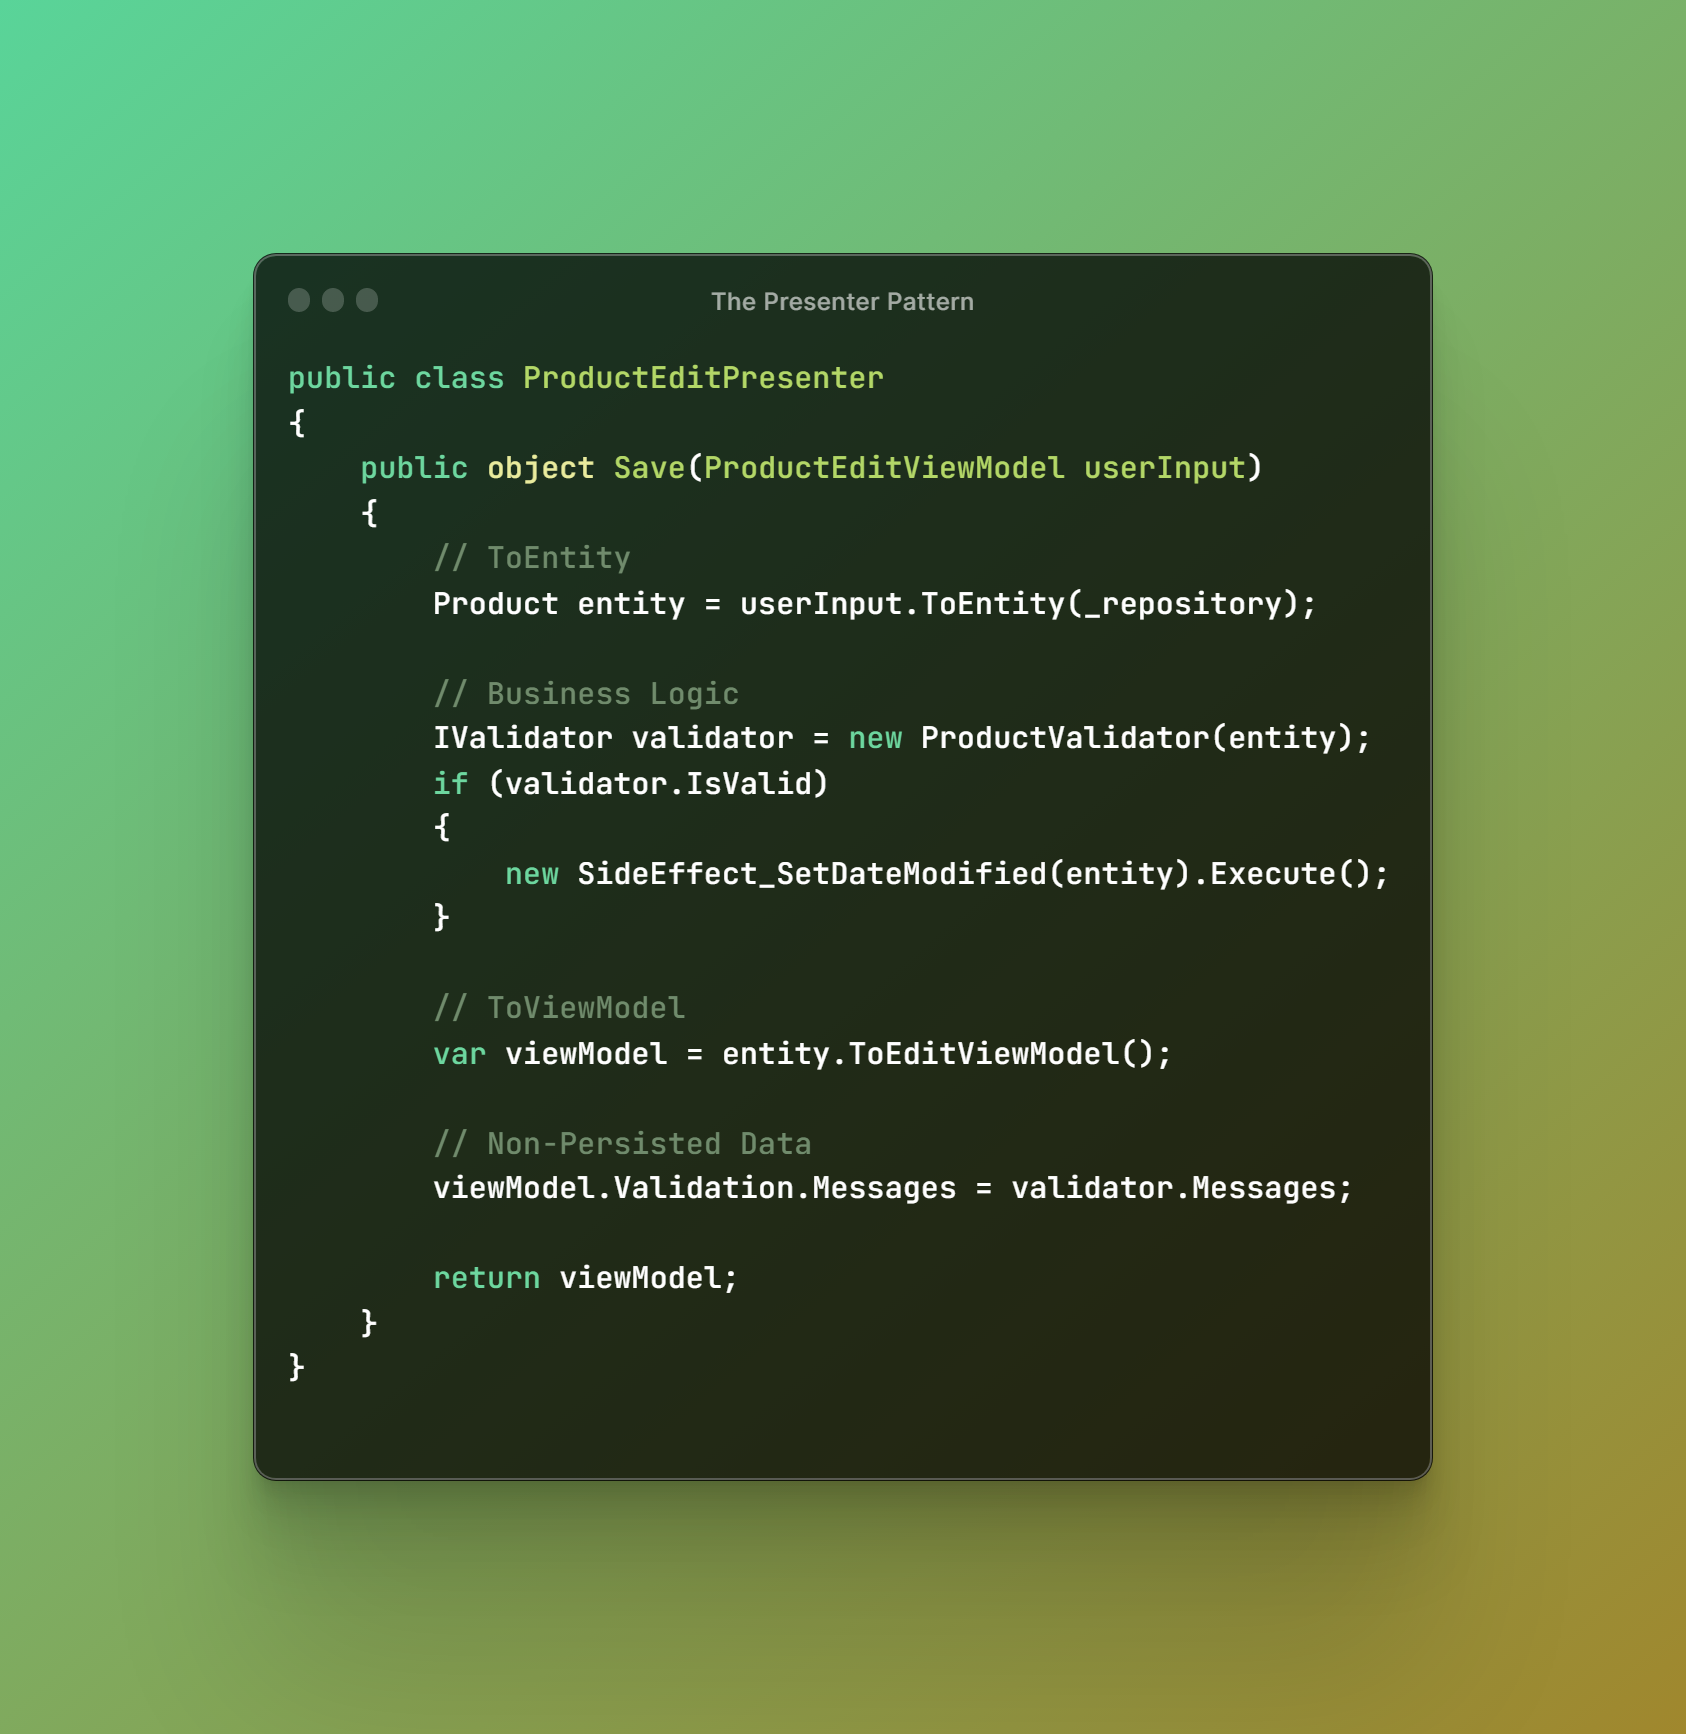 The Presenter Pattern
public class ProductEditPresenter
{
    public object Save(ProductEditViewModel userInput)
    {
        // ToEntity
        Product entity = userInput.ToEntity(_repository);

        // Business Logic
        IValidator validator = new ProductValidator(entity);
        if (validator.IsValid)
        {
            new SideEffect_SetDateModified(entity).Execute();
        }

        // ToViewModel
        var viewModel = entity.ToEditViewModel();

        // Non-Persisted Data
        viewModel.Validation.Messages = validator.Messages;

        return viewModel;
    }
}